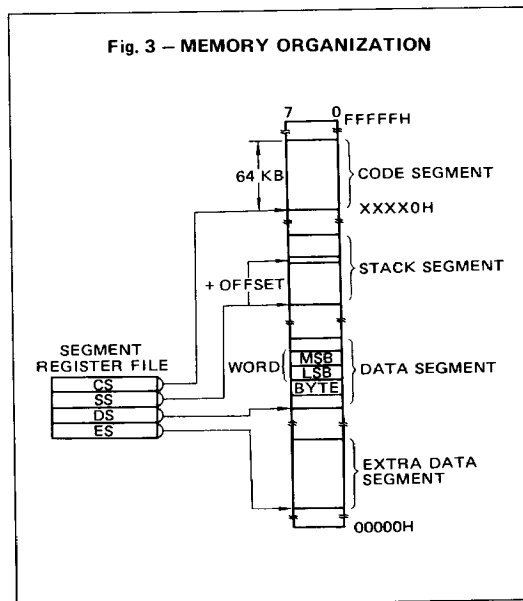 Fig. 3 – MEMORY ORGANIZATION
7 0
FFFFFH
64 KB
CODE SEGMENT
XXXX0H
STACK SEGMENT
+ OFFSET
SEGMENT
REGISTER FILE
CS
SS
DS
ES
WORD
MSB
LSB
BYTE
DATA SEGMENT
EXTRA DATA
SEGMENT
00000H